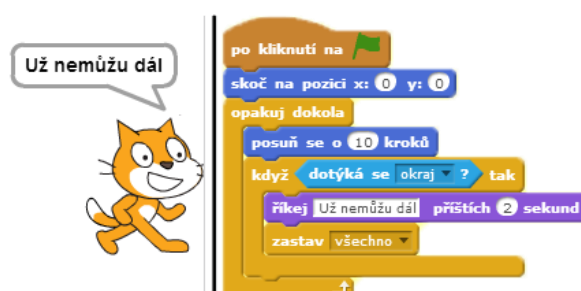 Už nemůžu dál
po kliknutí na
skoč na pozici x: 0 y: 0
opakuj dokola
posuň se o 10 kroků
když dotýká se okraj ? tak
říkej Už nemůžu dál příštích 2 sekund
zastav všechno